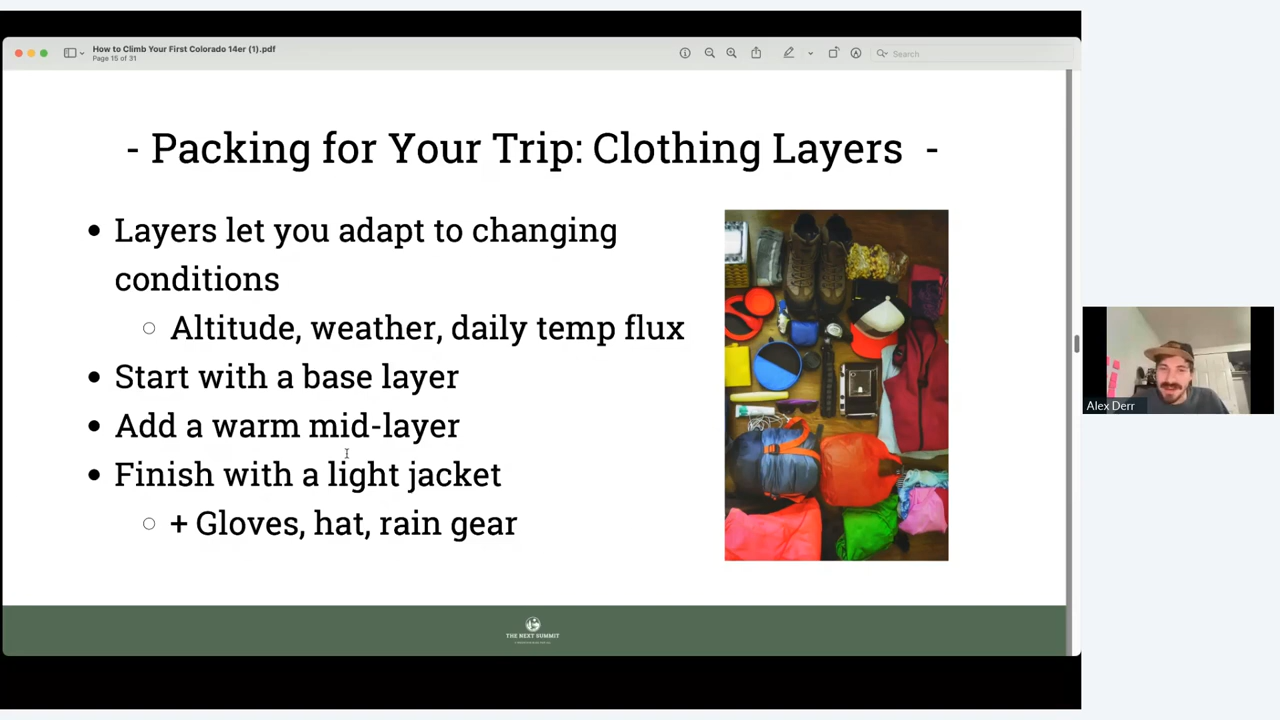 How to Climb Your First Colorado 14er (1).pdf
Page 15 of 31
Search
- Packing for Your Trip: Clothing Layers -
Layers let you adapt to changing
conditions
Altitude, weather, daily temp flux
Start with a base layer
Add a warm mid-layer
Finish with a light jacket
+ Gloves, hat, rain gear
Alex Derr
THE NEXT SUMMIT